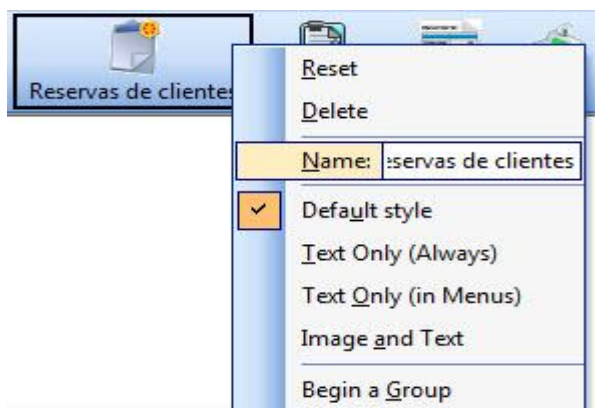 Reservas de clientes
Reset
Delete
Name: servas de clientes
Default style
Text Only (Always)
Text Only (in Menus)
Image and Text
Begin a Group